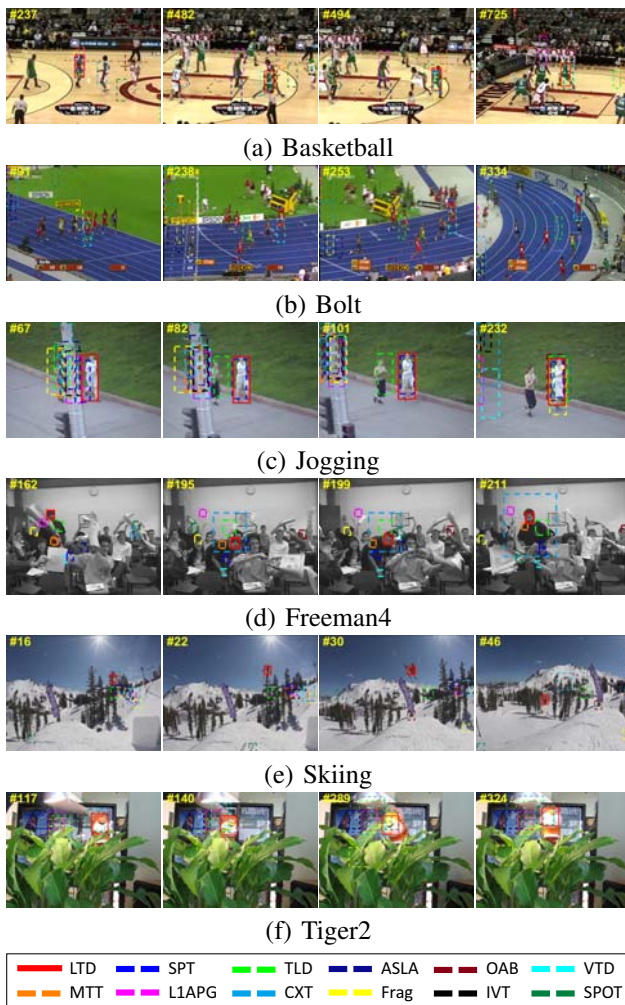 #237 #482 #494 #725
(a) Basketball
#91 #238 #253 #334
(b) Bolt
#67 #82 #101 #232
(c) Jogging
#162 #195 #199 #211
(d) Freeman4
#16 #22 #30 #46
(e) Skiing
#117 #140 #289 #324
(f) Tiger2
LTD SPT TLD ASLA OAB VTD
MTT L1APG CXT Frag IVT SPOT